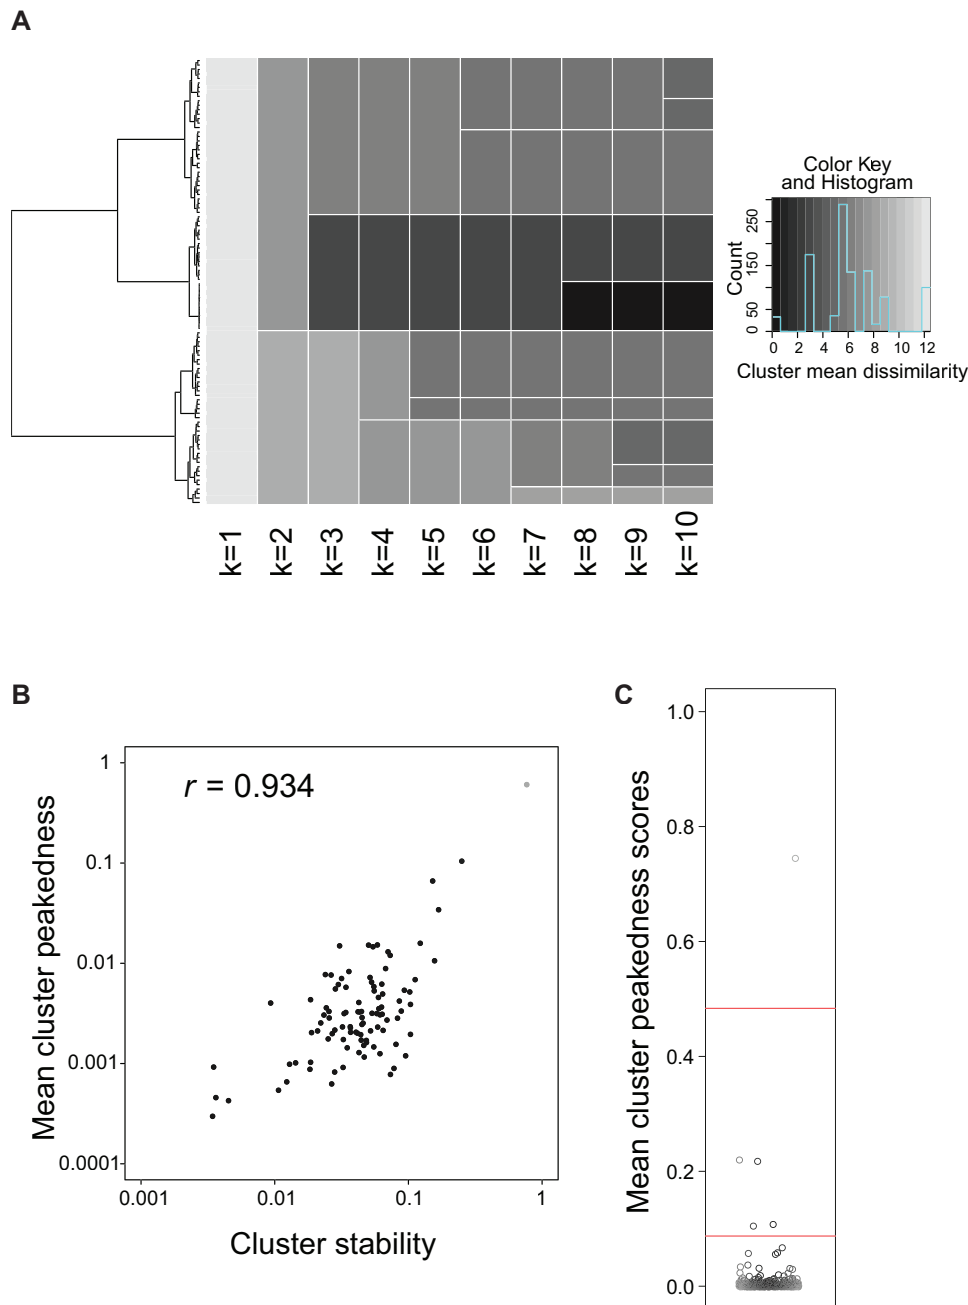 A
Color Key
and Histogram
Count
0 50 150 250
0 2 4 6 8 10 12
Cluster mean dissimilarity
k=1 k=2 k=3 k=4 k=5 k=6 k=7 k=8 k=9 k=10
B
r = 0.934
Mean cluster peakedness
1
0.1
0.01
0.001
0.0001
0.001 0.01 0.1 1
Cluster stability
C
Mean cluster peakedness scores
1.0
0.8
0.6
0.4
0.2
0.0